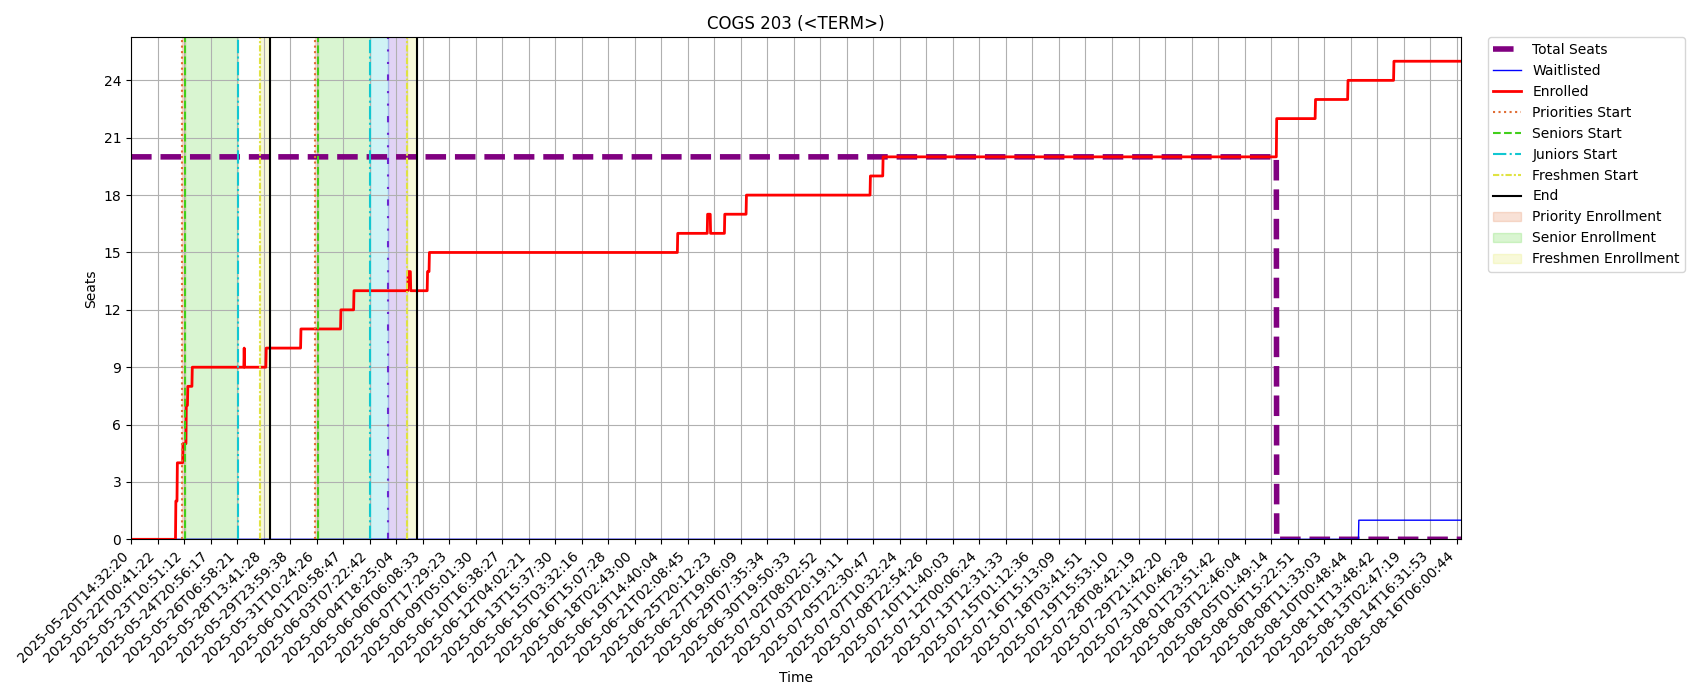 COGS 203 (<TERM>)
Total Seats
Waitlisted
Enrolled
Priorities Start
Seniors Start
Juniors Start
Freshmen Start
End
Priority Enrollment
Senior Enrollment
Freshmen Enrollment
Seats
24
21
18
15
12
9
6
3
0
2025-05-20T14:32:20
2025-05-22T00:41:22
2025-05-23T10:51:12
2025-05-24T20:56:17
2025-05-26T06:58:21
2025-05-28T13:41:28
2025-05-29T23:59:38
2025-05-31T10:24:26
2025-06-01T20:58:47
2025-06-03T07:22:42
2025-06-04T18:25:04
2025-06-06T06:08:33
2025-06-07T17:29:23
2025-06-09T05:01:30
2025-06-10T16:38:27
2025-06-12T04:02:21
2025-06-13T15:37:30
2025-06-15T03:32:16
2025-06-16T15:07:28
2025-06-18T02:43:00
2025-06-19T14:40:04
2025-06-21T02:08:45
2025-06-25T20:12:23
2025-06-27T19:06:09
2025-06-29T07:35:34
2025-06-30T19:50:33
2025-07-02T08:02:52
2025-07-03T20:19:11
2025-07-05T22:30:47
2025-07-07T10:32:24
2025-07-08T22:54:26
2025-07-10T11:40:03
2025-07-12T00:06:24
2025-07-13T12:31:33
2025-07-15T01:12:36
2025-07-16T15:13:09
2025-07-18T03:41:51
2025-07-19T15:53:10
2025-07-28T08:42:19
2025-07-29T21:42:20
2025-07-31T10:46:28
2025-08-01T23:51:42
2025-08-03T12:46:04
2025-08-05T01:49:14
2025-08-06T15:22:51
2025-08-08T11:33:03
2025-08-10T00:48:44
2025-08-11T13:48:42
2025-08-13T02:47:19
2025-08-14T16:31:53
2025-08-16T06:00:44
Time